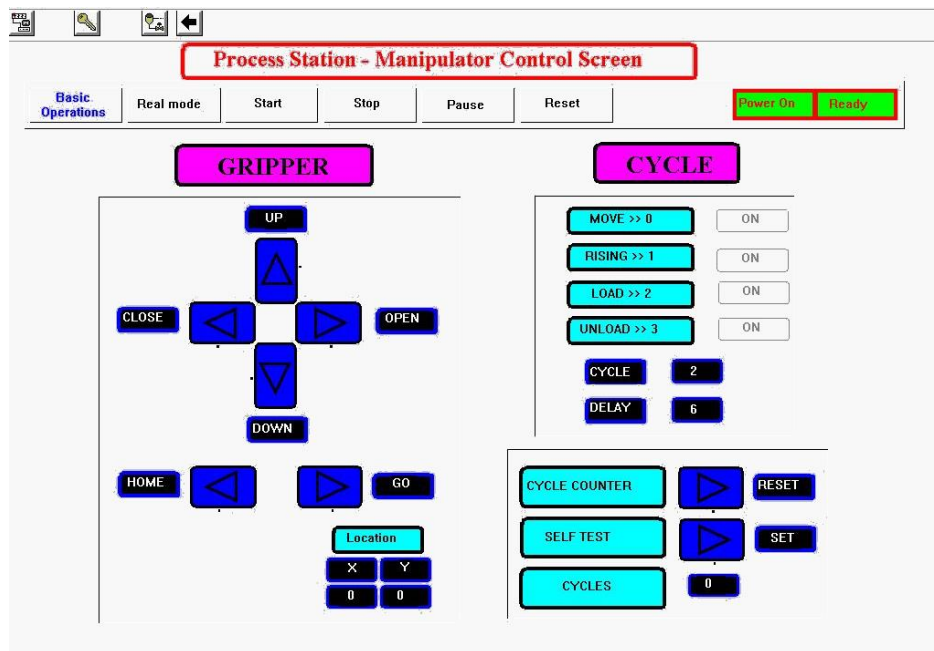 Process Station - Manipulator Control Screen
Basic Operations
Real mode
Start
Stop
Pause
Reset
Power On
Ready
GRIPPER
CYCLE
UP
CLOSE
OPEN
DOWN
HOME
GO
Location
X Y
0 0
MOVE >> 0
ON
RISING >> 1
ON
LOAD >> 2
ON
UNLOAD >> 3
ON
CYCLE
2
DELAY
6
CYCLE COUNTER
RESET
SELF TEST
SET
CYCLES
0